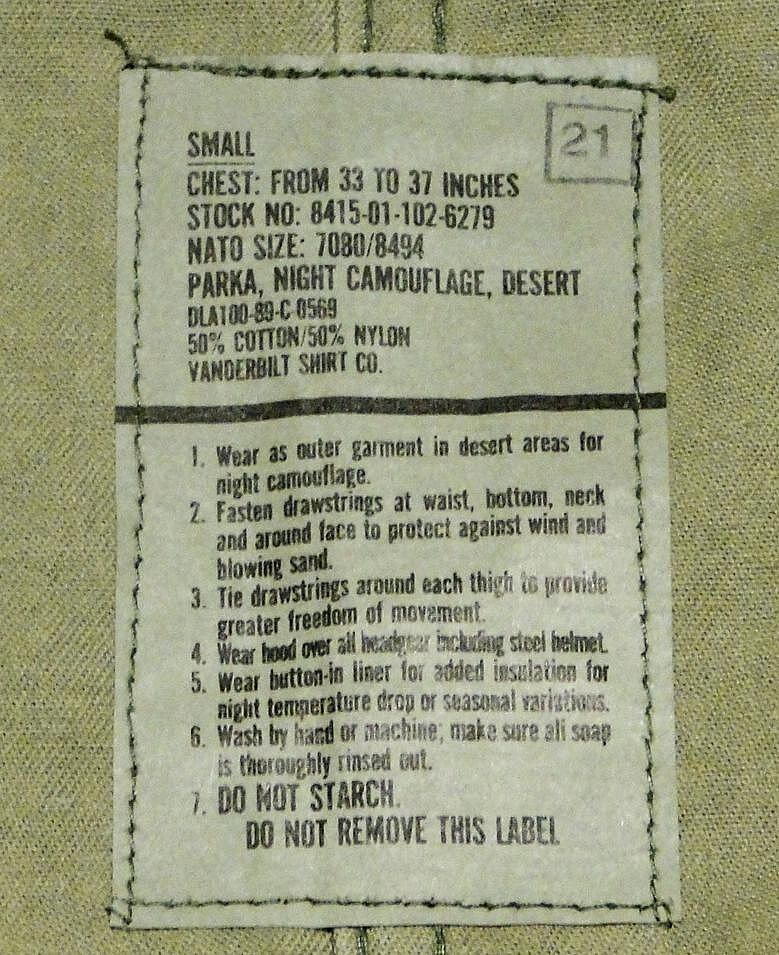 21
SMALL
CHEST: FROM 33 TO 37 INCHES
STOCK NO: 8415-01-102-6279
NATO SIZE: 7080/8494
PARKA, NIGHT CAMOUFLAGE, DESERT
DLA100-89-C-0569
50% COTTON/50% NYLON
VANDERBILT SHIRT CO.
1. Wear as outer garment in desert areas for
night camouflage.
2. Fasten drawstrings at waist, bottom, neck
and around face to protect against wind and
blowing sand.
3. Tie drawstrings around each thigh to provide
greater freedom of movement.
4. Wear hood over all headgear including steel helmet.
5. Wear button-in liner for added insulation for
night temperature drop or seasonal variations.
6. Wash by hand or machine; make sure all soap
is thoroughly rinsed out.
7. DO NOT STARCH.
DO NOT REMOVE THIS LABEL